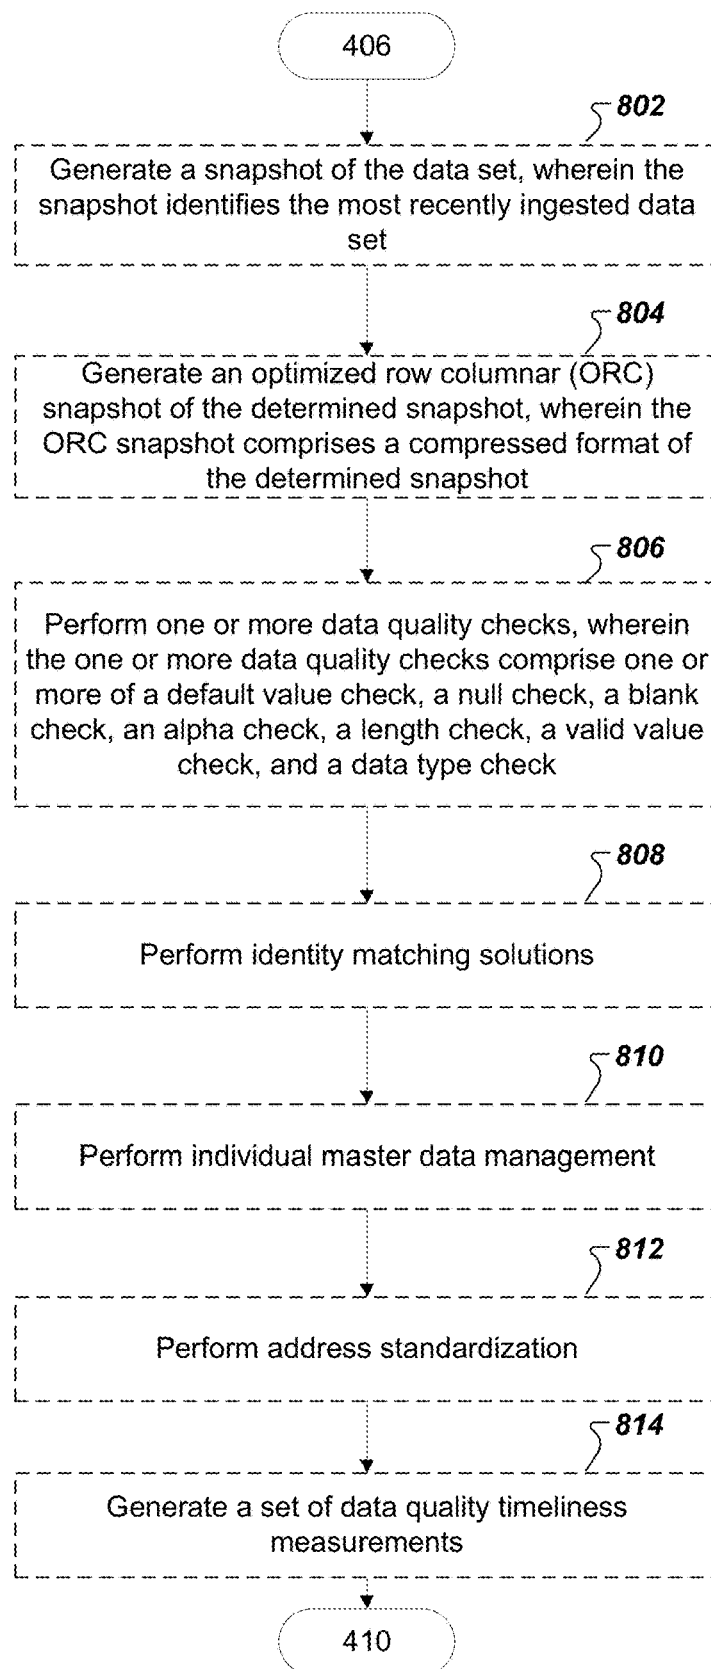 406
802
Generate a snapshot of the data set, wherein the
snapshot identifies the most recently ingested data
set
804
Generate an optimized row columnar (ORC)
snapshot of the determined snapshot, wherein the
ORC snapshot comprises a compressed format of
the determined snapshot
806
Perform one or more data quality checks, wherein
the one or more data quality checks comprise one or
more of a default value check, a null check, a blank
check, an alpha check, a length check, a valid value
check, and a data type check
808
Perform identity matching solutions
810
Perform individual master data management
812
Perform address standardization
814
Generate a set of data quality timeliness
measurements
410